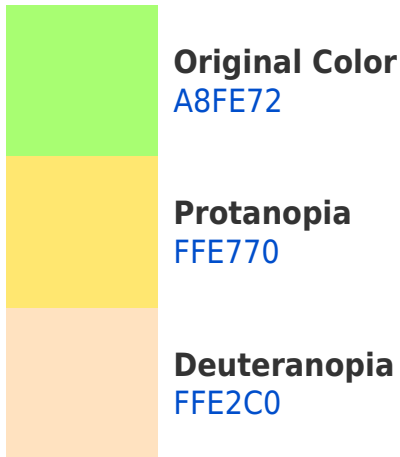 Original Color
A8FE72
Protanopia
FFE770
Deuteranopia
FFE2C0